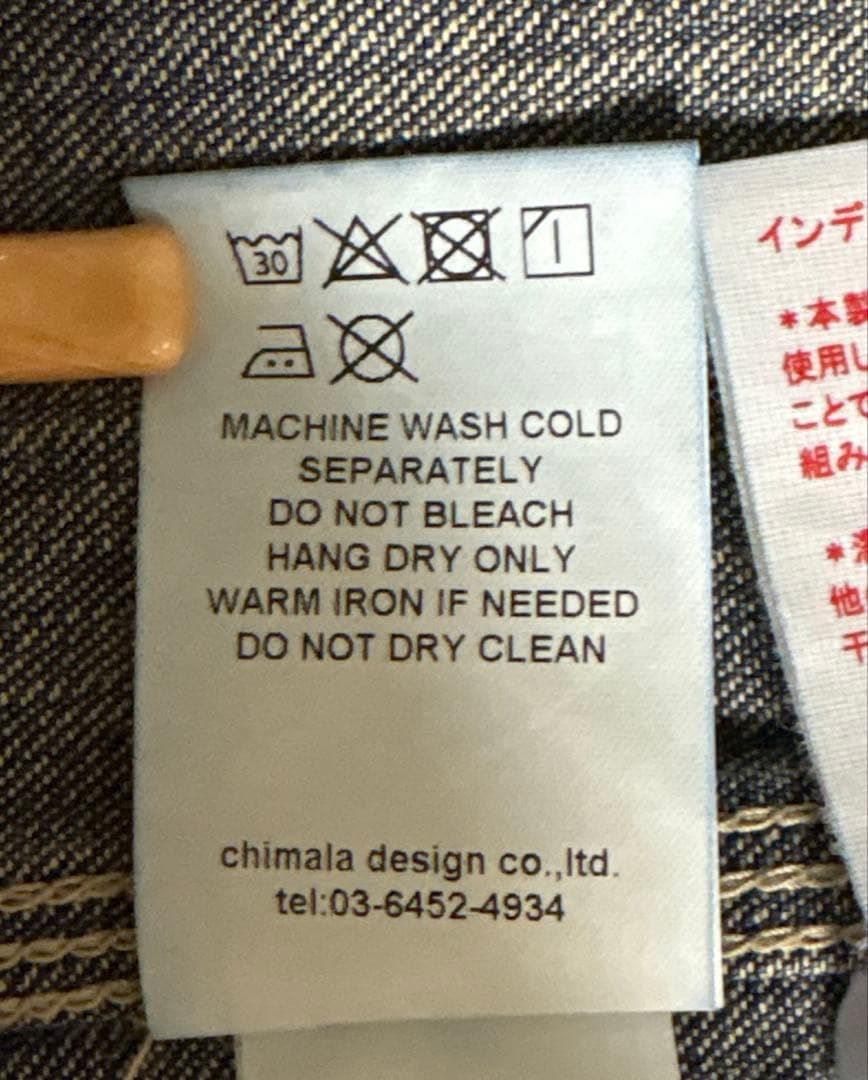 30
MACHINE WASH COLD
SEPARATELY
DO NOT BLEACH
HANG DRY ONLY
WARM IRON IF NEEDED
DO NOT DRY CLEAN
chimala design co.,ltd.
tel:03-6452-4934
インデ
*本製
使用し
ことで
組み
*
他
干